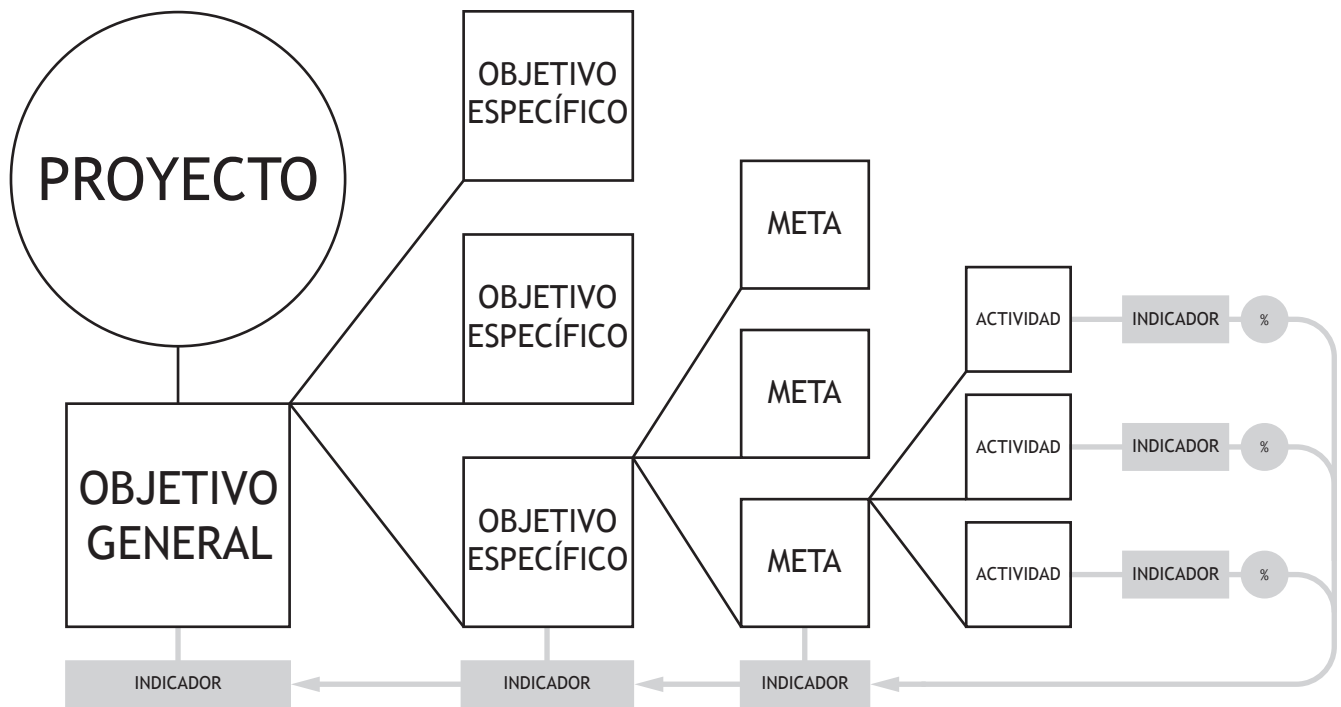 PROYECTO
OBJETIVO
GENERAL
INDICADOR
OBJETIVO
ESPECÍFICO
OBJETIVO
ESPECÍFICO
OBJETIVO
ESPECÍFICO
INDICADOR
META
META
META
INDICADOR
ACTIVIDAD INDICADOR %
ACTIVIDAD INDICADOR %
ACTIVIDAD INDICADOR %